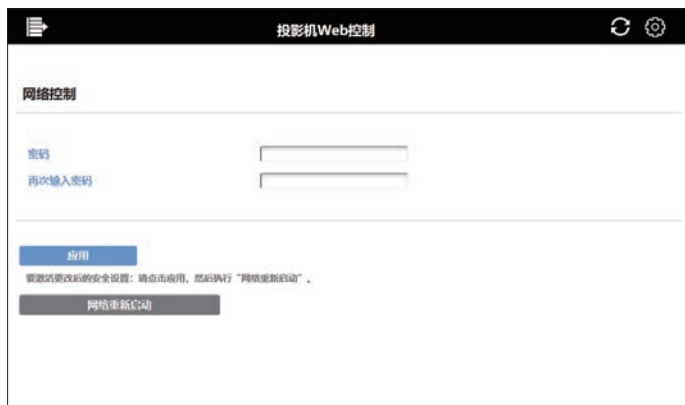 投影机Web控制
网络控制
密码
再次输入密码
应用
要激活更改后的安全设置：请点击应用，然后执行“网络重新启动”。
网络重新启动